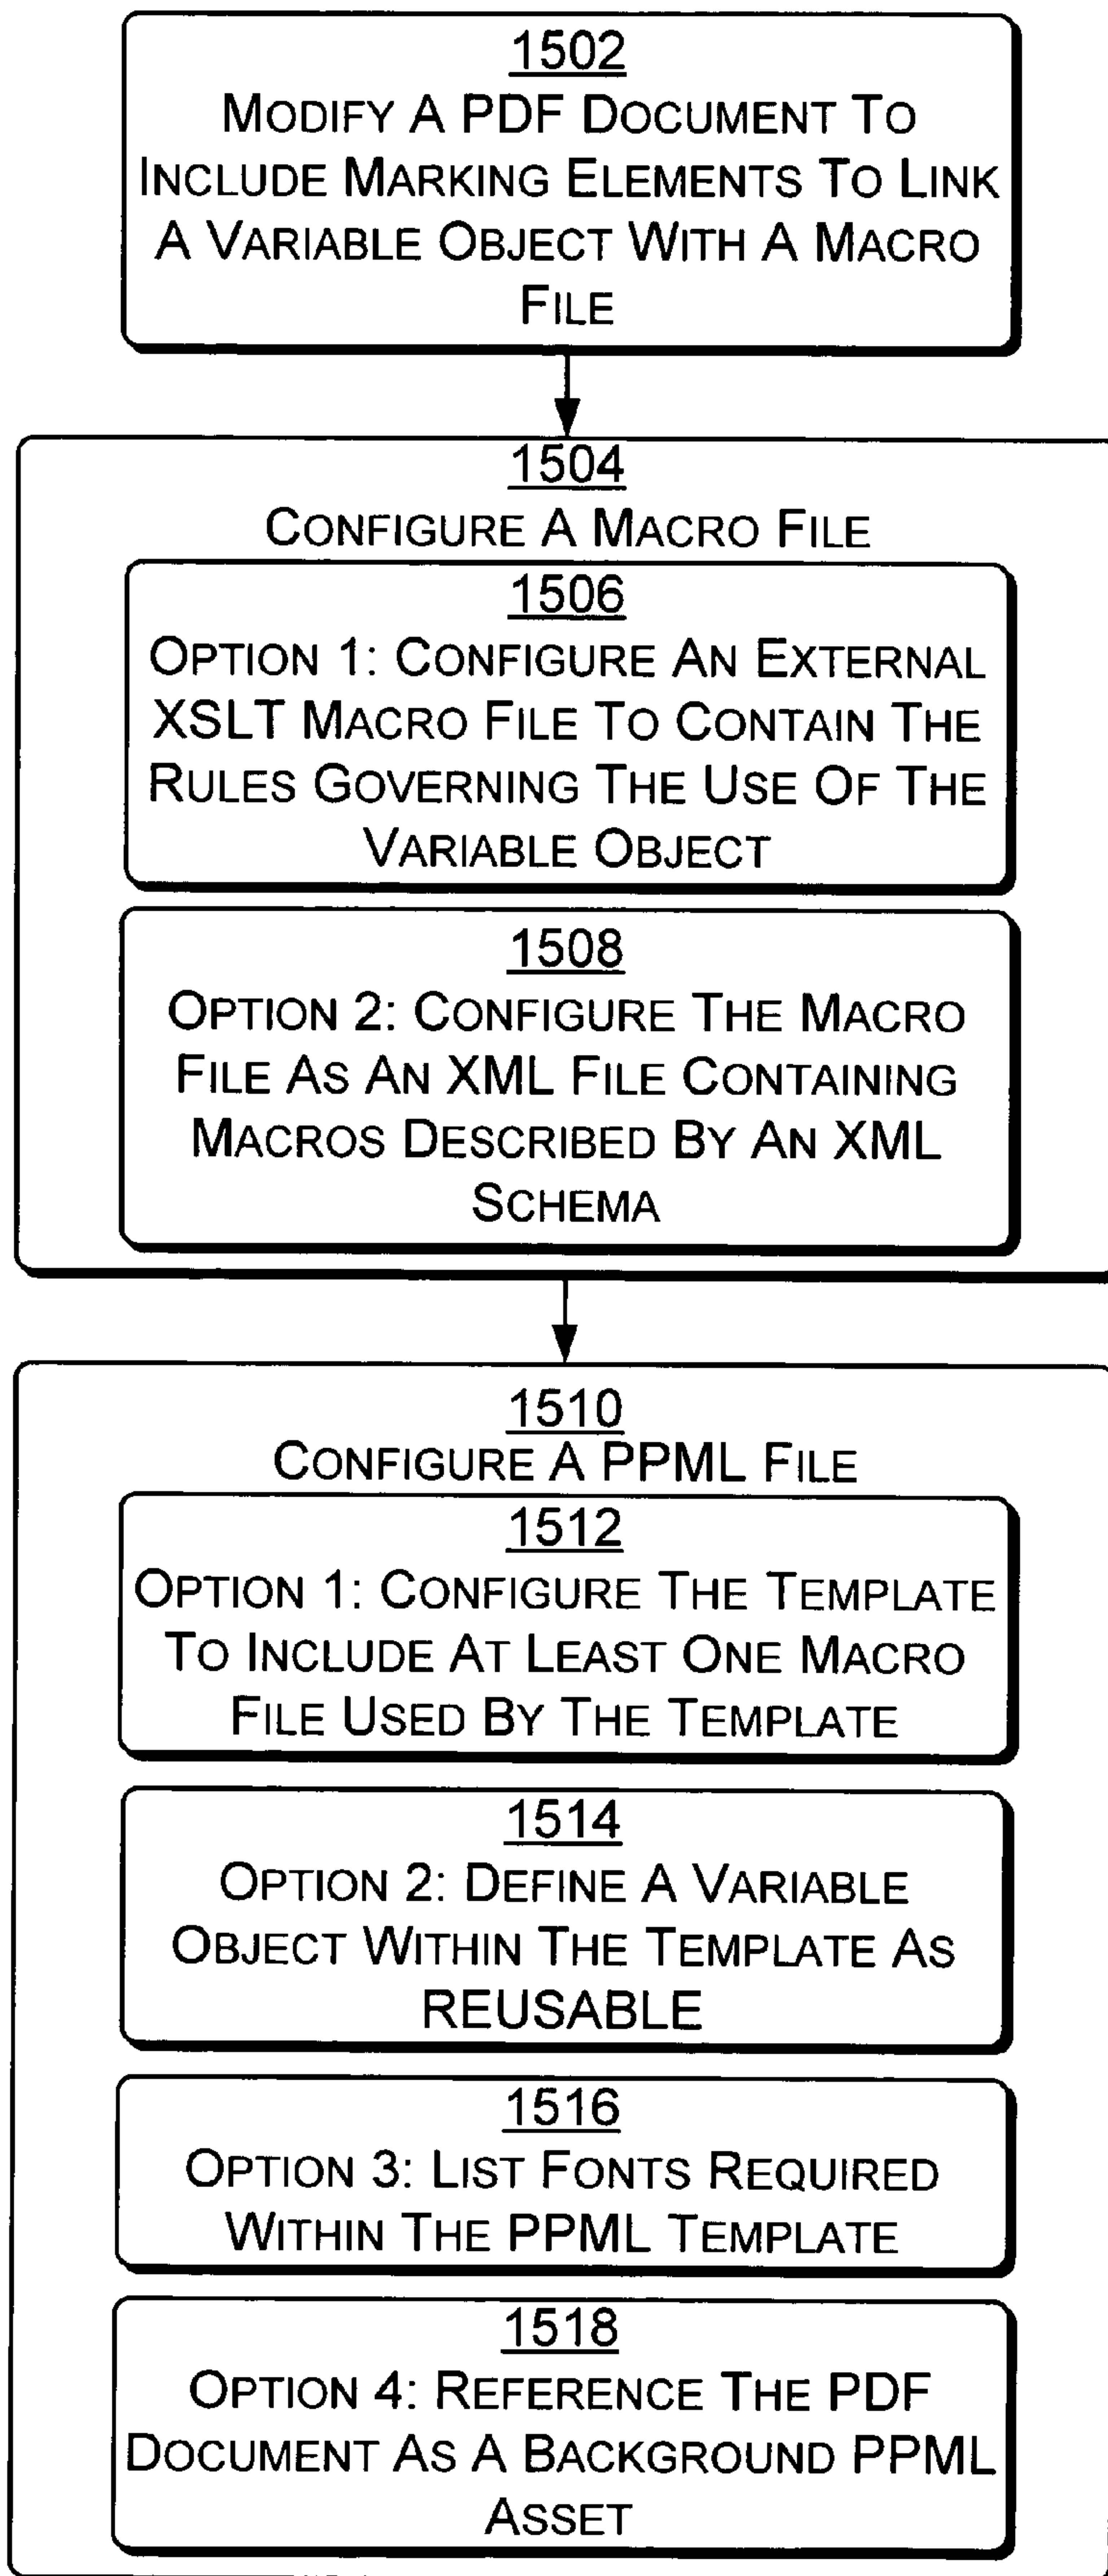 1502
MODIFY A PDF DOCUMENT TO
INCLUDE MARKING ELEMENTS TO LINK
A VARIABLE OBJECT WITH A MACRO
FILE
1504
CONFIGURE A MACRO FILE
1506
OPTION 1: CONFIGURE AN EXTERNAL
XSLT MACRO FILE TO CONTAIN THE
RULES GOVERNING THE USE OF THE
VARIABLE OBJECT
1508
OPTION 2: CONFIGURE THE MACRO
FILE AS AN XML FILE CONTAINING
MACROS DESCRIBED BY AN XML
SCHEMA
1510
CONFIGURE A PPML FILE
1512
OPTION 1: CONFIGURE THE TEMPLATE
TO INCLUDE AT LEAST ONE MACRO
FILE USED BY THE TEMPLATE
1514
OPTION 2: DEFINE A VARIABLE
OBJECT WITHIN THE TEMPLATE AS
REUSABLE
1516
OPTION 3: LIST FONTS REQUIRED
WITHIN THE PPML TEMPLATE
1518
OPTION 4: REFERENCE THE PDF
DOCUMENT AS A BACKGROUND PPML
ASSET